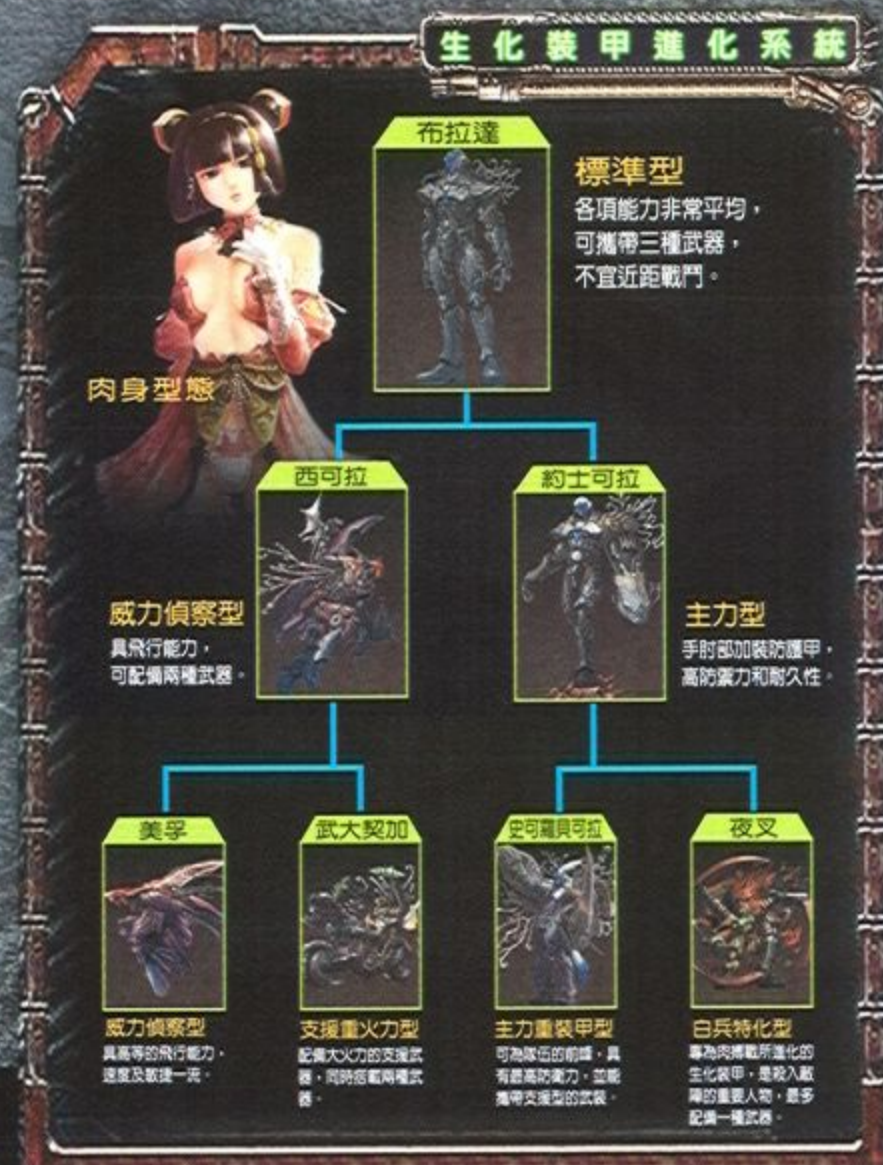 生化裝甲進化系統
布拉達
標準型
各項能力非常平均，
可攜帶三種武器，
不宜近距戰鬥。
肉身型態
西可拉
約士可拉
威力偵察型
具飛行能力，
可配備兩種武器。
主力型
手肘部加裝防護甲，
高防禦力和耐久性。
美孚
武大契加
史可羅貝可拉
夜叉
威力偵察型
具高等的飛行能力，
速度及敏捷一流。
支援重火力型
配備大火力的支援武
器，同時搭載兩種武
器。
主力重裝甲型
可為隊伍的前鋒，具
有最高防衛力，並能
攜帶支援型的武裝。
白兵特化型
專為肉搏戰所進化的
生化裝甲，是殺入敵
陣的重要人物，最多
配備一種武器。